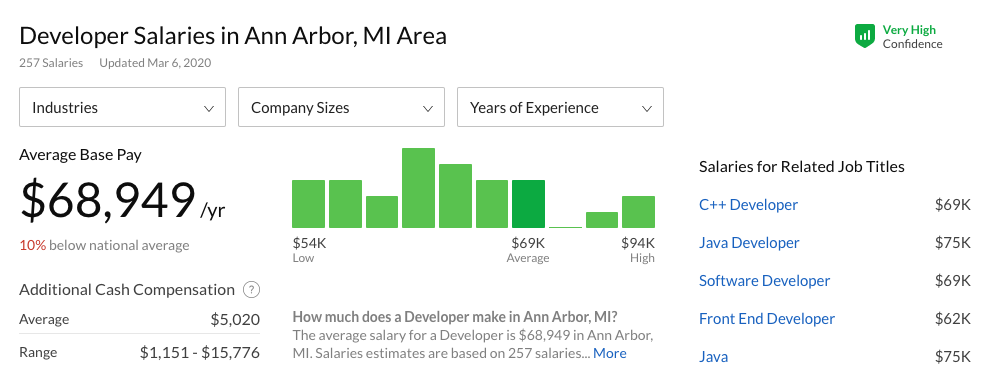 Developer Salaries in Ann Arbor, MI Area
Very High
Confidence
257 Salaries Updated Mar 6, 2020
Industries
Company Sizes
Years of Experience
Average Base Pay
$68,949 /yr
10% below national average
Additional Cash Compensation ?
Average $5,020
Range $1,151 - $15,776
$54K
Low
$69K
Average
$94K
High
How much does a Developer make in Ann Arbor, MI?
The average salary for a Developer is $68,949 in Ann Arbor,
MI. Salaries estimates are based on 257 salaries... More
Salaries for Related Job Titles
C++ Developer $69K
Java Developer $75K
Software Developer $69K
Front End Developer $62K
Java $75K